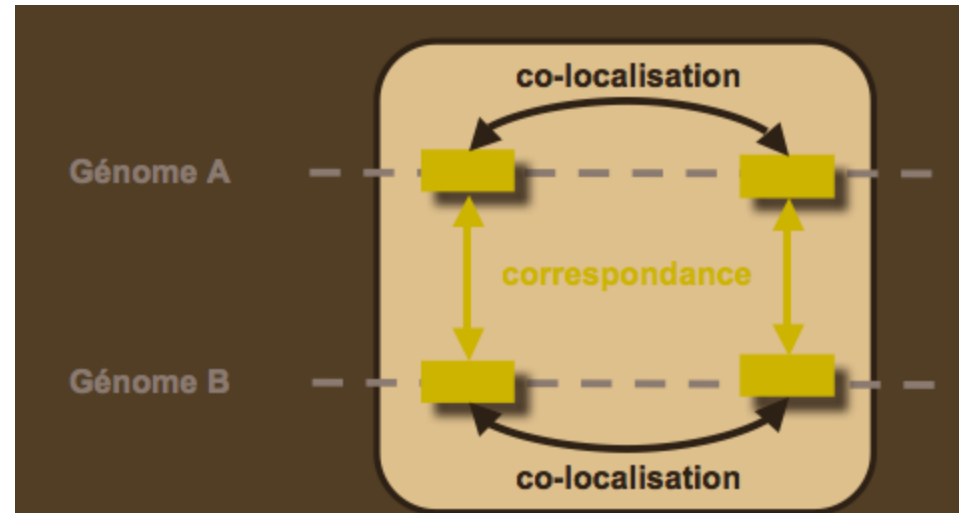 co-localisation
Génome A
correspondance
Génome B
co-localisation